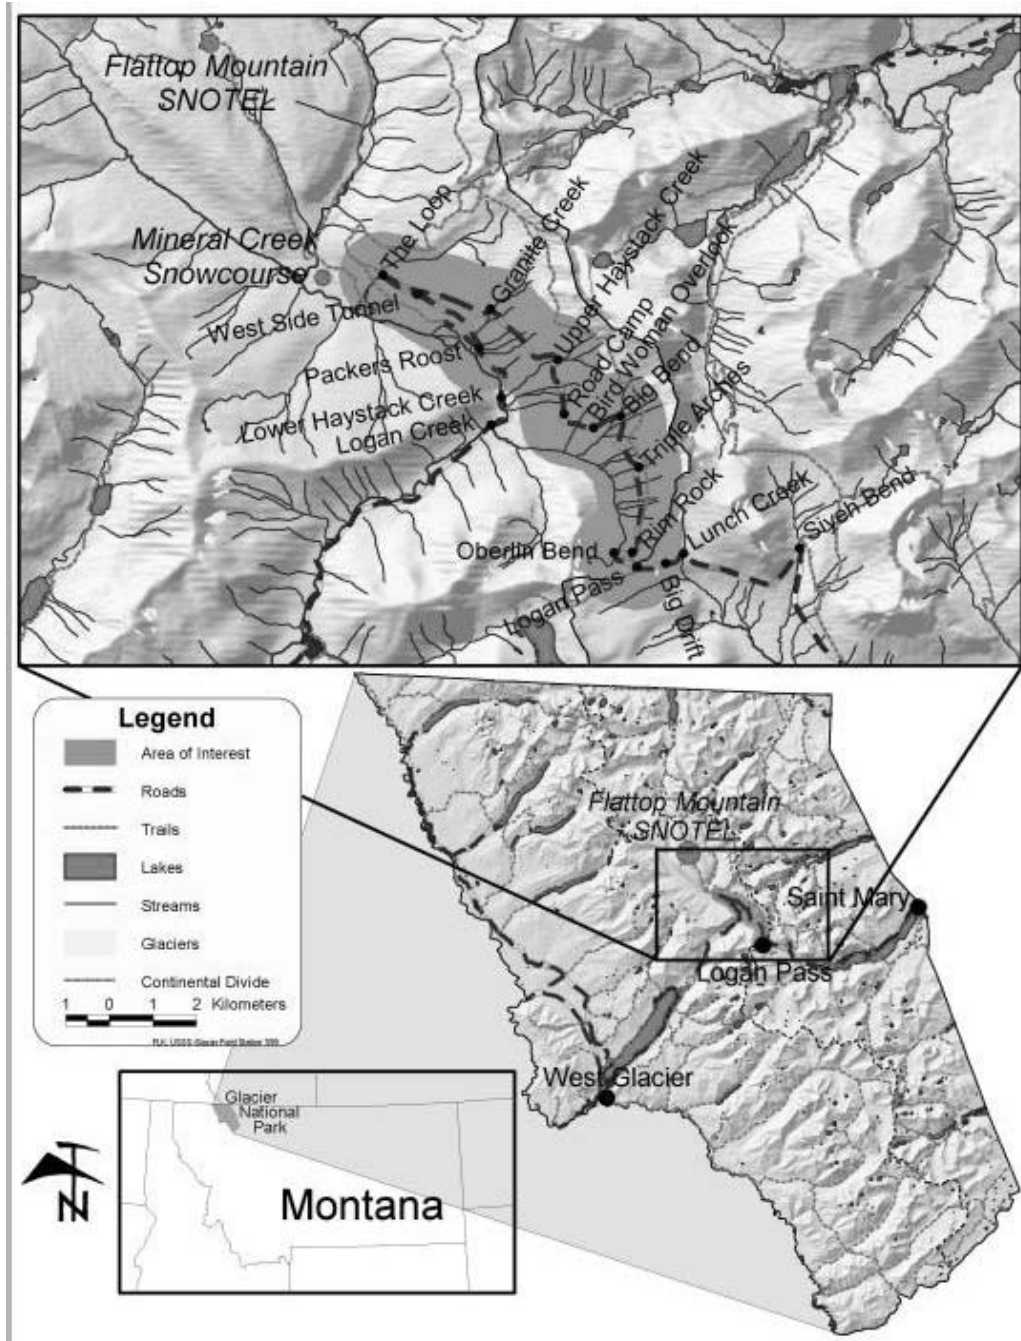 Flattop Mountain
SNOTEL
Mineral Creek
Snowcourse
The Loop
Granite Creek
West Side Tunnel
Upper Haystack Creek
Packers Roost
Road Camp
Bird Woman Overlook
Big Bend
Lower Haystack Creek
Logan Creek
Triple Arches
Rim Rock
Lunch Creek
Siyeh Bend
Oberlin Bend
Logan Pass
Big Drift
Legend
Area of Interest
Roads
Trails
Lakes
Streams
Glaciers
Continental Divide
1 0 1 2 Kilometers
Flattop Mountain
SNOTEL
Saint Mary
Logan Pass
West Glacier
Glacier
National
Park
Montana
N